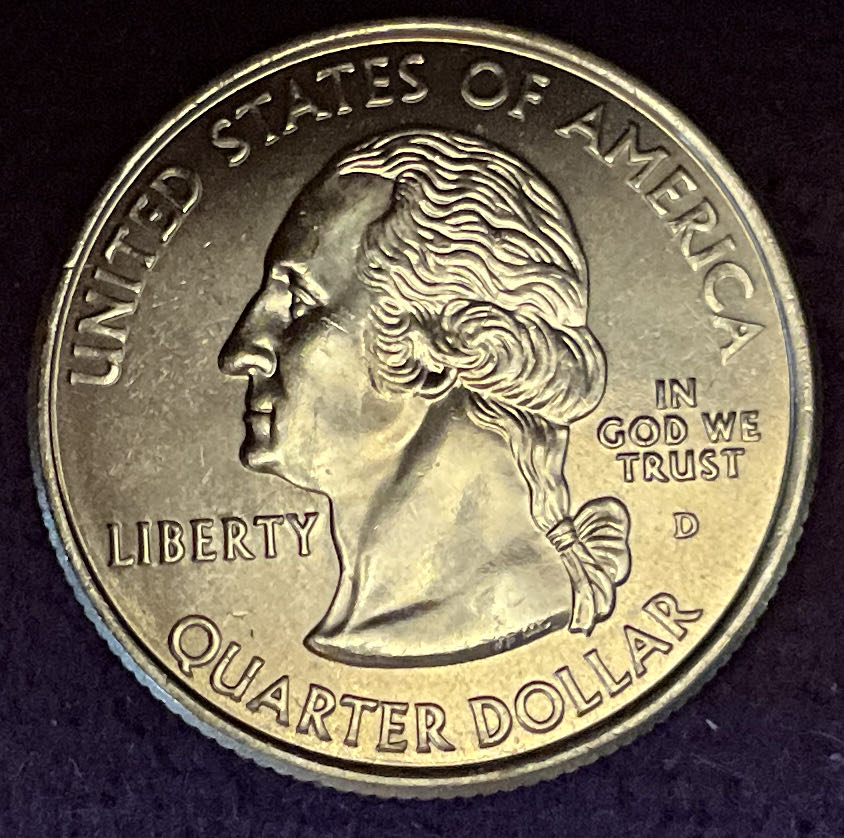 UNITED STATES OF AMERICA
IN
GOD WE
TRUST
LIBERTY
D
QUARTER DOLLAR